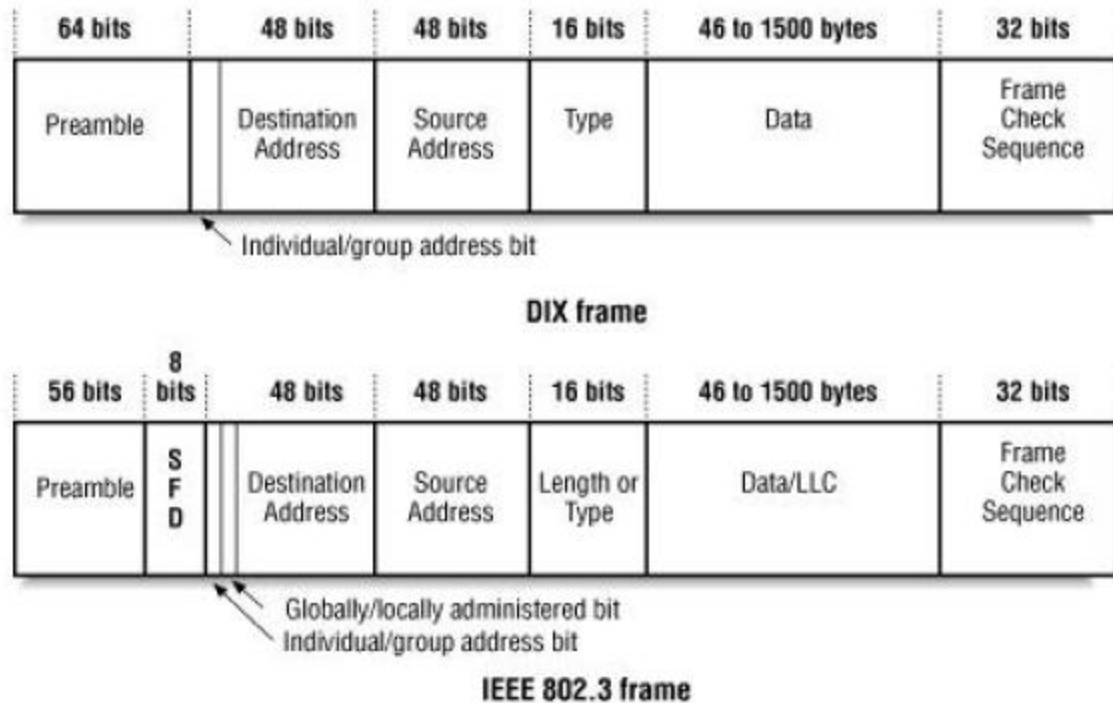 64 bits 48 bits 48 bits 16 bits 46 to 1500 bytes 32 bits
Preamble
Destination
Address
Source
Address
Type
Data
Frame
Check
Sequence
Individual/group address bit
DIX frame
56 bits 8 bits 48 bits 48 bits 16 bits 46 to 1500 bytes 32 bits
Preamble
S
F
D
Destination
Address
Source
Address
Length or
Type
Data/LLC
Frame
Check
Sequence
Globally/locally administered bit
Individual/group address bit
IEEE 802.3 frame